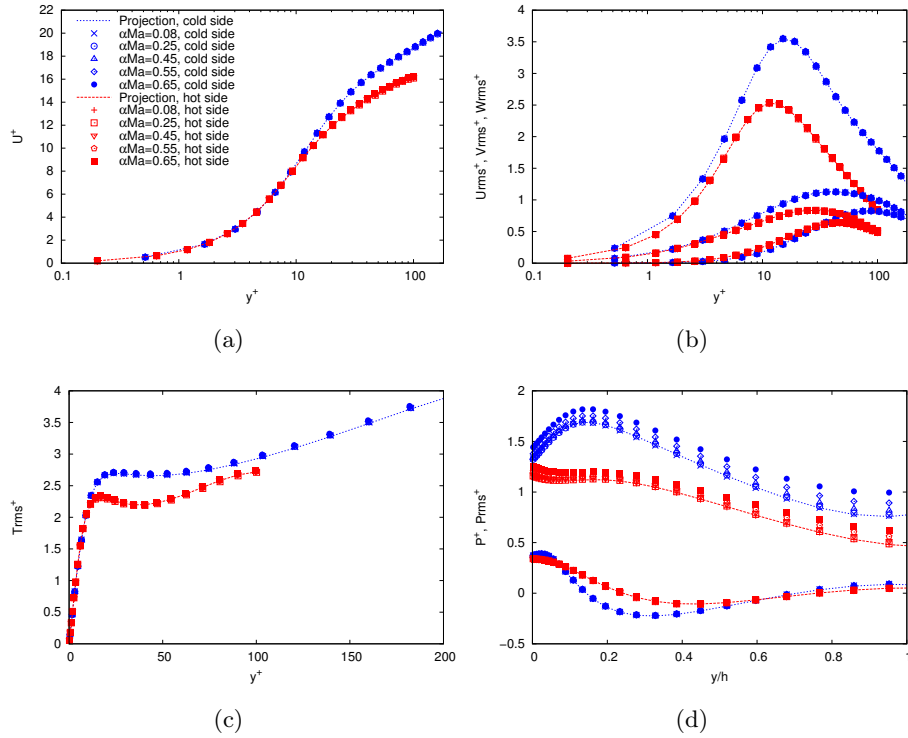 22
20
18
16
14
12
10
8
6
4
2
0
0.1
1
10
100
U+
y+
Projection, cold side
αMa=0.08, cold side
αMa=0.25, cold side
αMa=0.45, cold side
αMa=0.55, cold side
αMa=0.65, cold side
Projection, hot side
αMa=0.08, hot side
αMa=0.25, hot side
αMa=0.45, hot side
αMa=0.55, hot side
αMa=0.65, hot side
(a)
4
3.5
3
2.5
2
1.5
1
0.5
0
0.1
1
10
100
Urms+, Vrms+, Wrms+
y+
(b)
4
3.5
3
2.5
2
1.5
1
0.5
0
0
50
100
150
200
Trms+
y+
(c)
2
1.5
1
0.5
0
−0.5
0
0.2
0.4
0.6
0.8
1
P+, Prms+
y/h
(d)